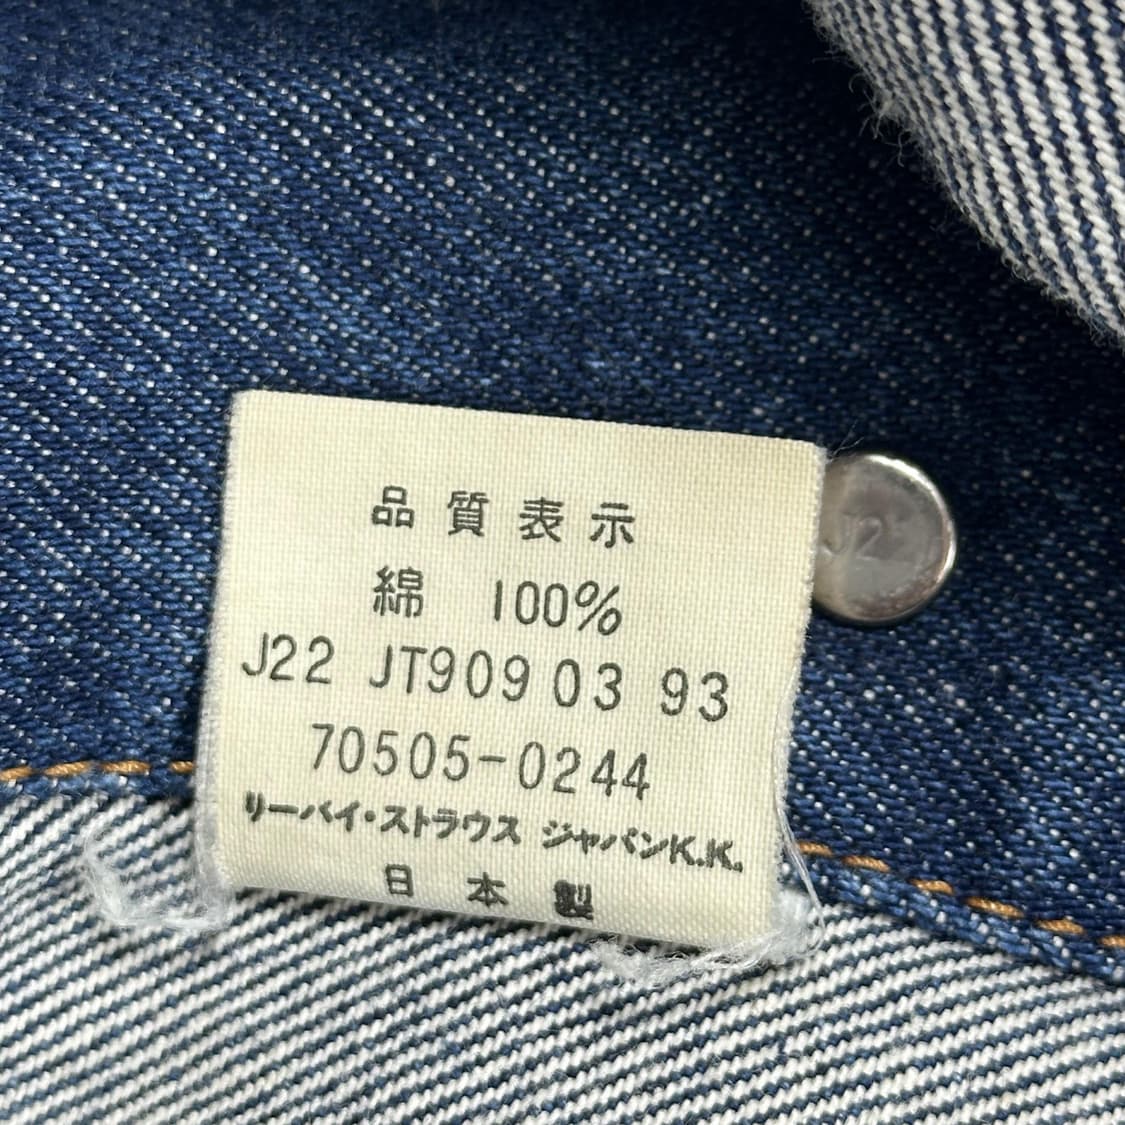 品質表示
綿 100%
J22 JT909 03 93
70505-0244
リーバイ・ストラウス ジャパンK.K.
日本製
J2